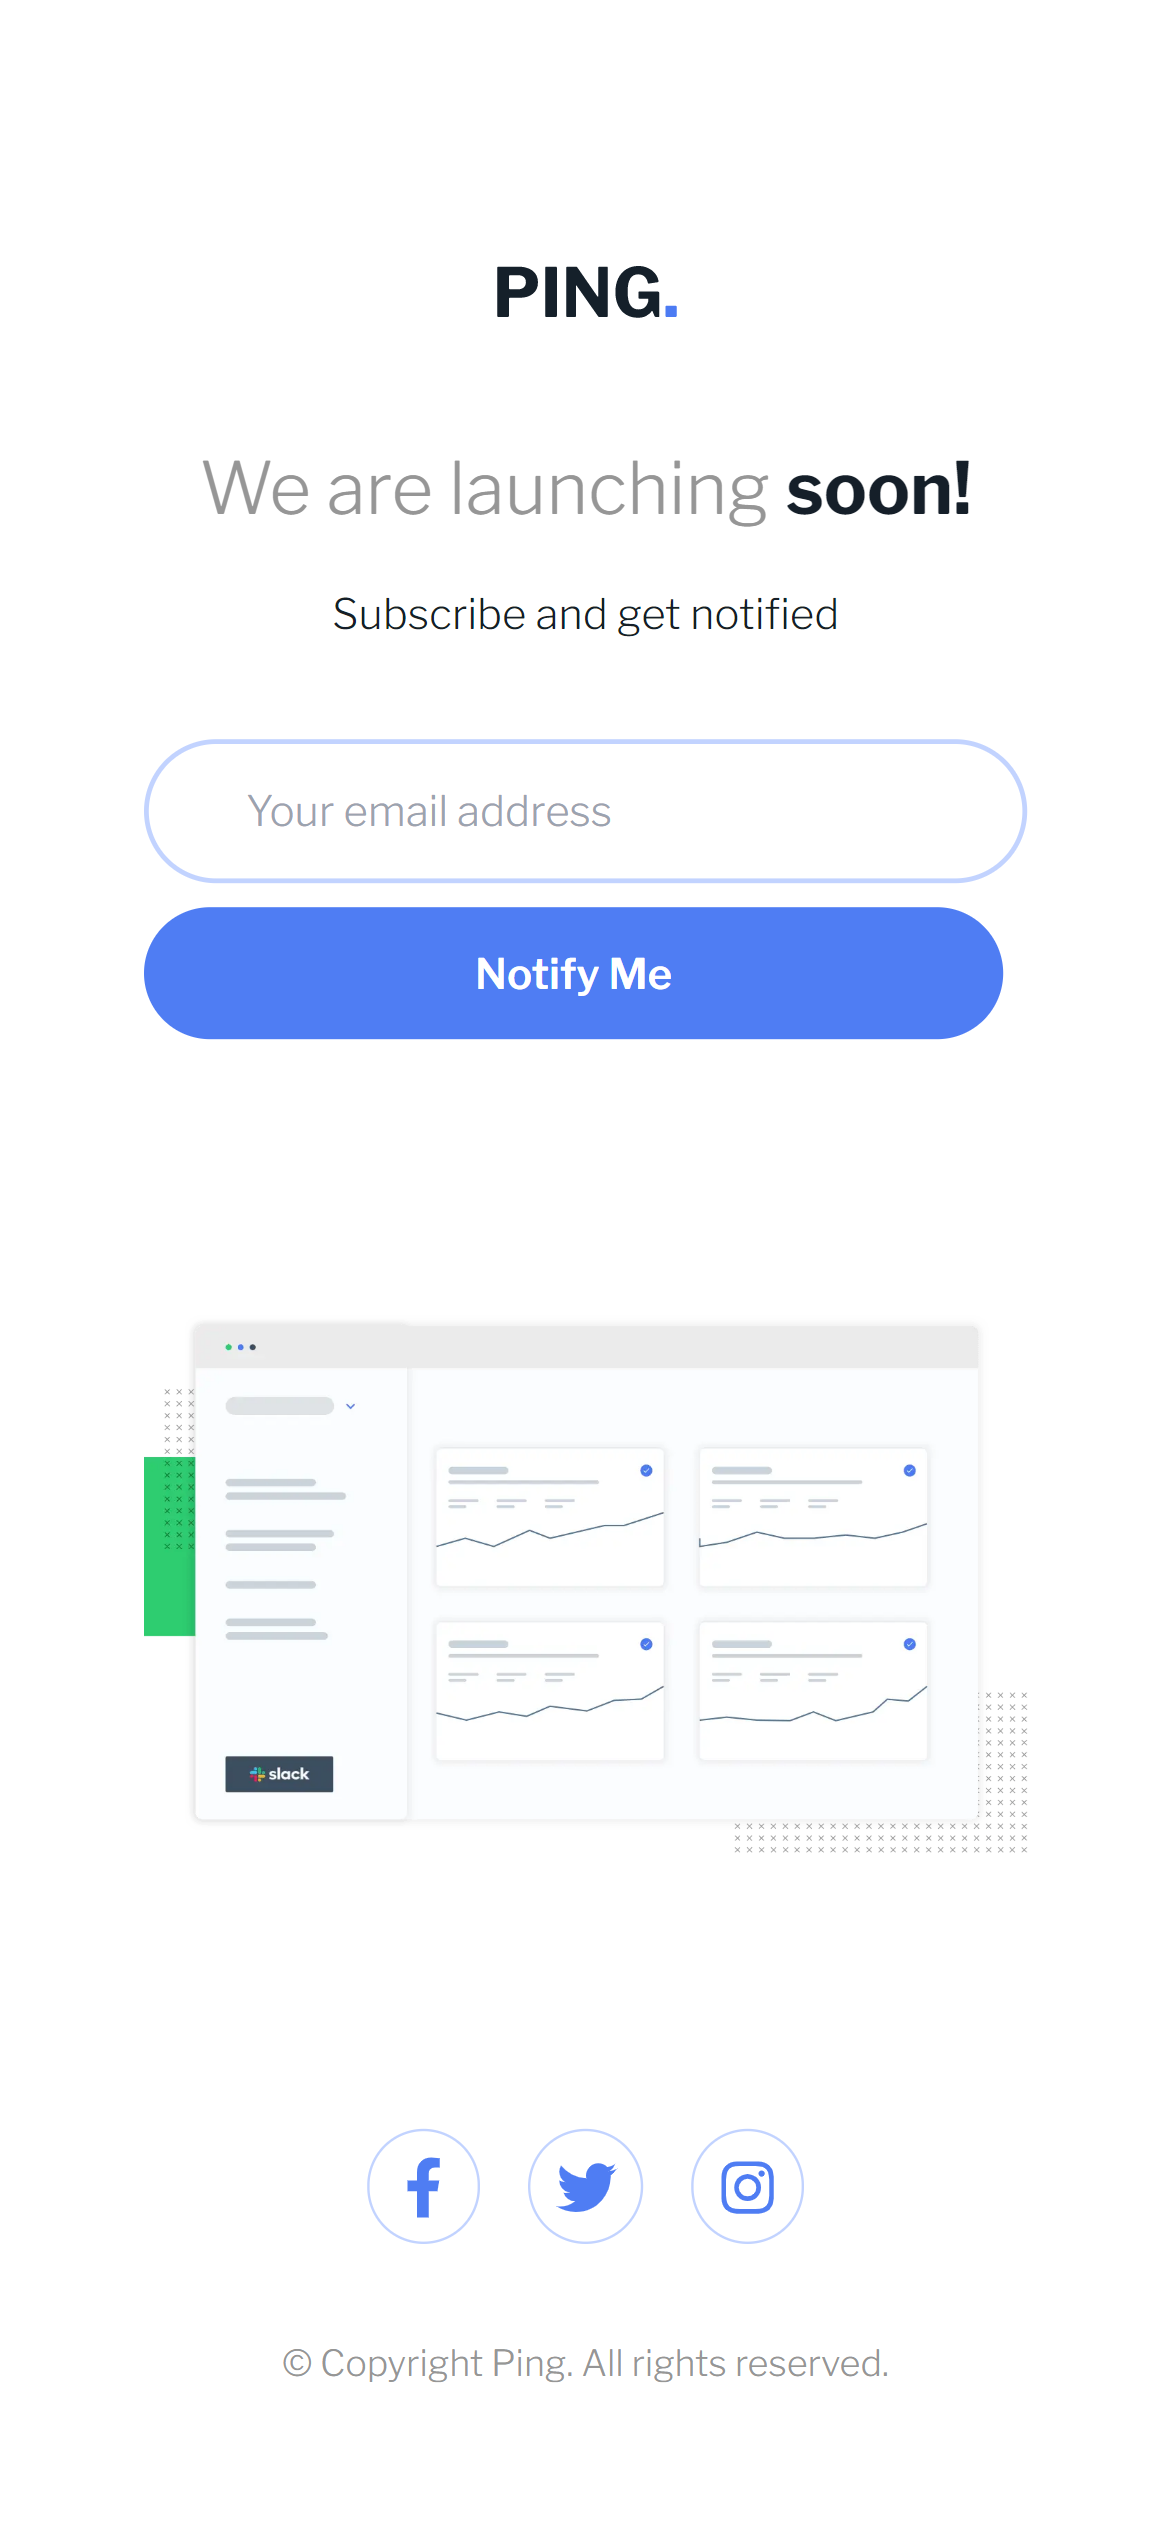 PING.
We are launching soon!
Subscribe and get notified
Your email address
Notify Me
slack
© Copyright Ping. All rights reserved.